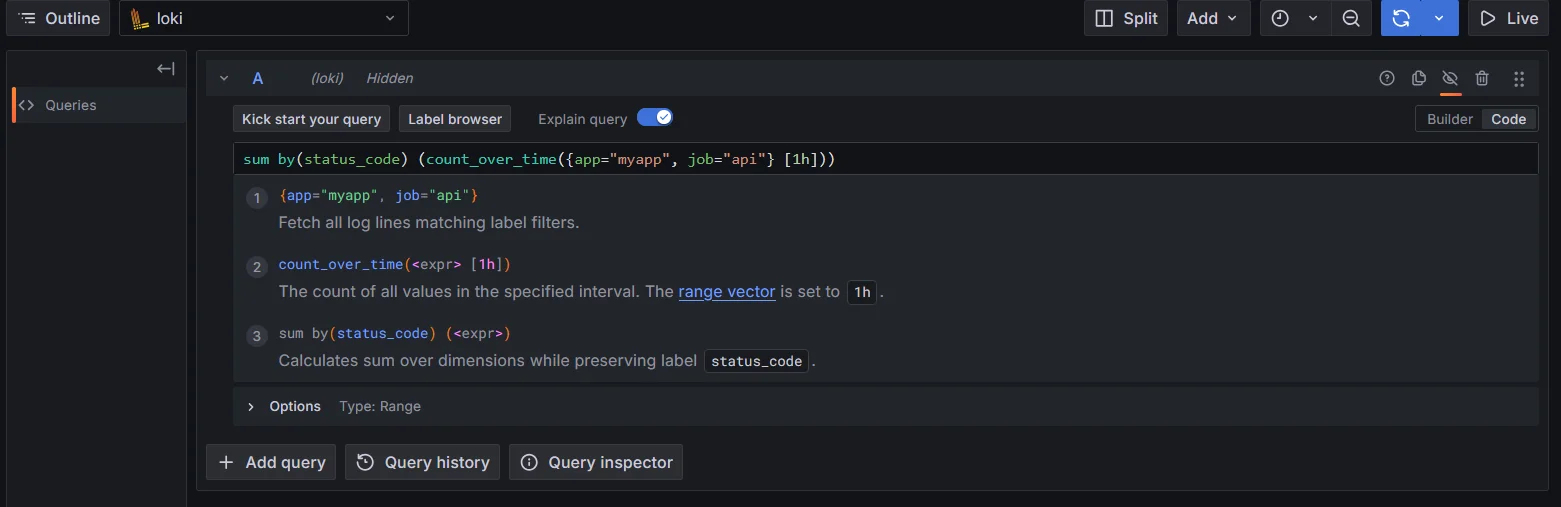 Outline
loki
Split
Add
Live
A (loki) Hidden
Queries
Kick start your query Label browser Explain query Builder Code
sum by(status_code) (count_over_time({app="myapp", job="api"} [1h]))
1 {app="myapp", job="api"}
Fetch all log lines matching label filters.
2 count_over_time(<expr> [1h])
The count of all values in the specified interval. The range vector is set to 1h .
3 sum by(status_code) (<expr>)
Calculates sum over dimensions while preserving label status_code .
Options Type: Range
Add query Query history Query inspector